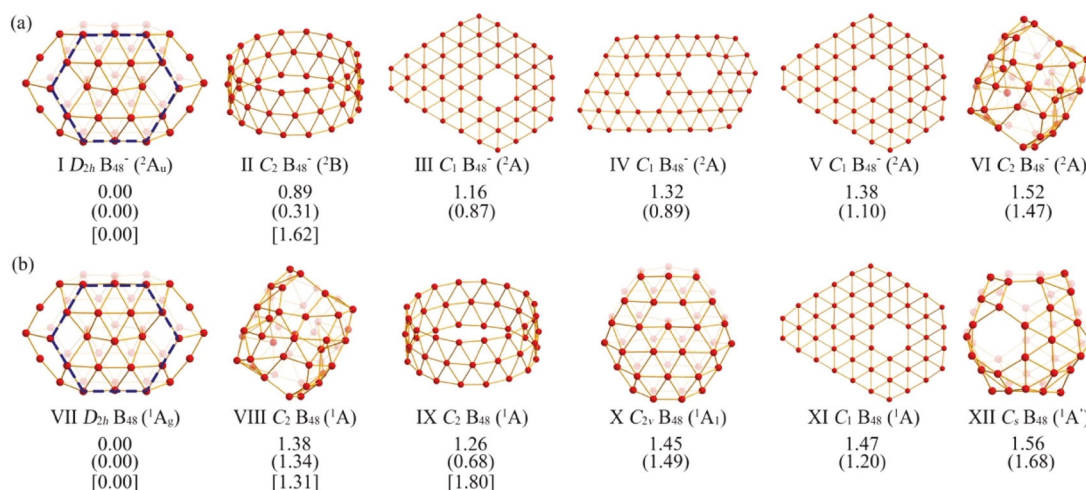 (a)
I D2h B48- (2Au) II C2 B48- (2B) III C1 B48- (2A) IV C1 B48- (2A) V C1 B48- (2A) VI C2 B48- (2A)
0.00 0.89 1.16 1.32 1.38 1.52
(0.00) (0.31) (0.87) (0.89) (1.10) (1.47)
[0.00] [1.62]
(b)
VII D2h B48 (1Ag) VIII C2 B48 (1A) IX C2 B48 (1A) X C2v B48 (1A1) XI C1 B48 (1A) XII Cs B48 (1A')
0.00 1.38 1.26 1.45 1.47 1.56
(0.00) (1.34) (0.68) (1.49) (1.20) (1.68)
[0.00] [1.31] [1.80]